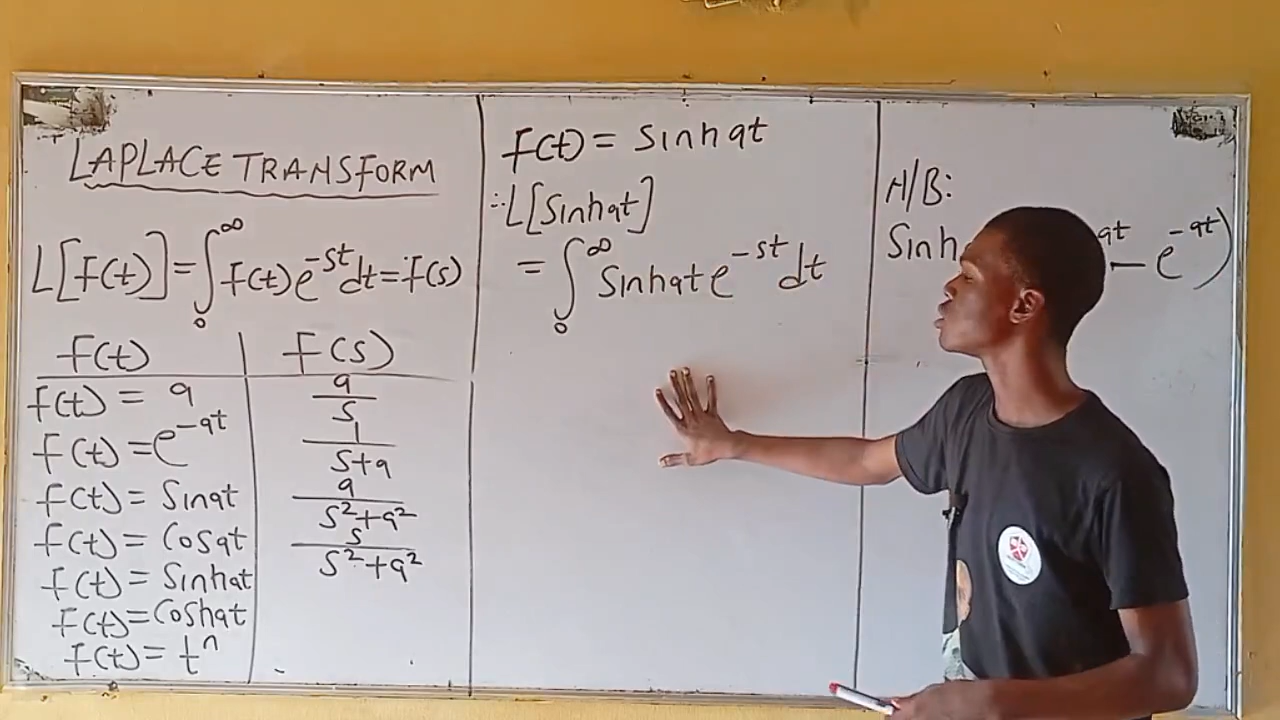 LAPLACE TRANSFORM
L[f(t)] = ∫₀^∞ f(t) e^{-st} dt = f(s)
f(t) | f(s)
f(t) = a | a/s
f(t) = e^{-at} | 1/(s+a)
f(t) = Sinat | a/(s²+a²)
f(t) = Cosat | s/(s²+a²)
f(t) = Sinhat
f(t) = Coshat
f(t) = tⁿ
f(t) = Sinhat
∴ L[Sinhat]
= ∫₀^∞ Sinhat e^{-st} dt
H/B:
Sinh
at – e^{-at})